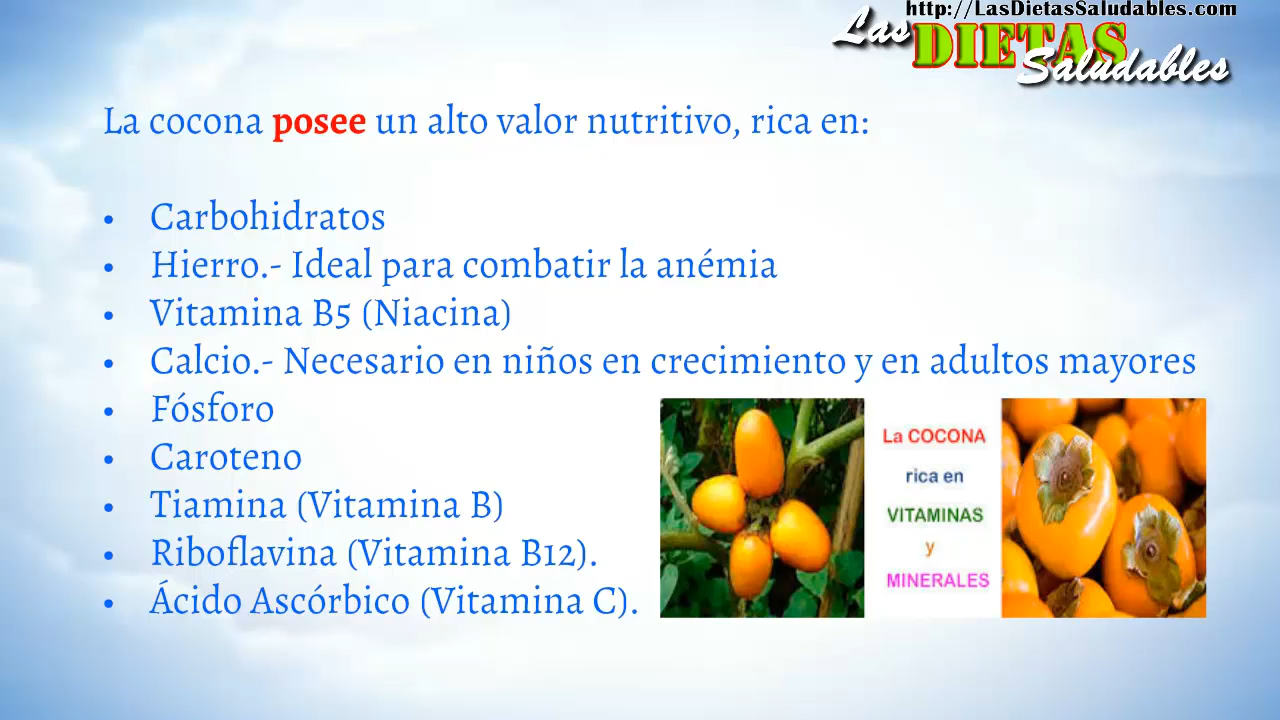 http://LasDietasSaludables.com
Las DIETAS
Saludables
La cocona posee un alto valor nutritivo, rica en:
• Carbohidratos
• Hierro.- Ideal para combatir la anémia
• Vitamina B5 (Niacina)
• Calcio.- Necesario en niños en crecimiento y en adultos mayores
• Fósforo
• Caroteno
• Tiamina (Vitamina B)
• Riboflavina (Vitamina B12).
• Ácido Ascórbico (Vitamina C).
La COCONA
rica en
VITAMINAS
y
MINERALES